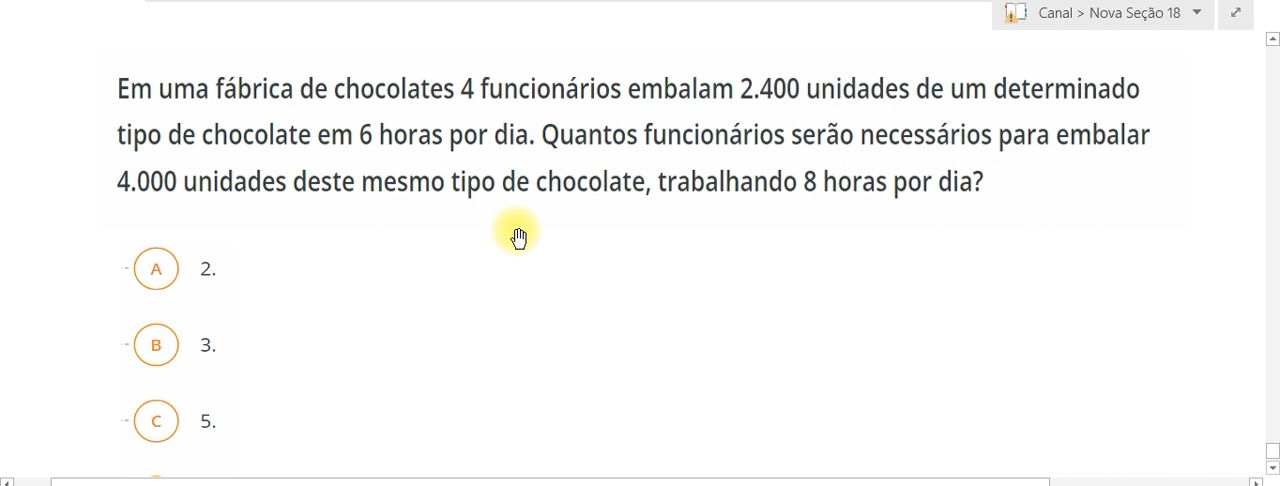 Canal > Nova Seção 18
Em uma fábrica de chocolates 4 funcionários embalam 2.400 unidades de um determinado
tipo de chocolate em 6 horas por dia. Quantos funcionários serão necessários para embalar
4.000 unidades deste mesmo tipo de chocolate, trabalhando 8 horas por dia?
A 2.
B 3.
C 5.